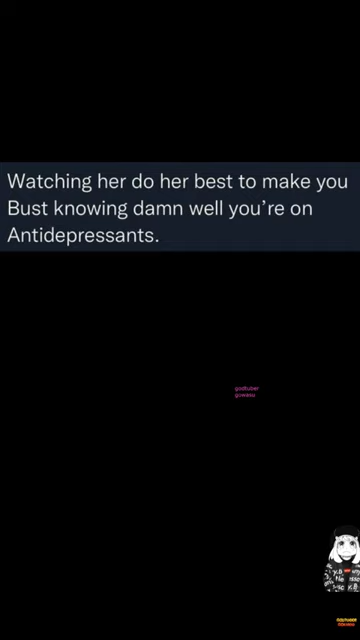 Watching her do her best to make you
Bust knowing damn well you're on
Antidepressants.
godtuber
gowasu